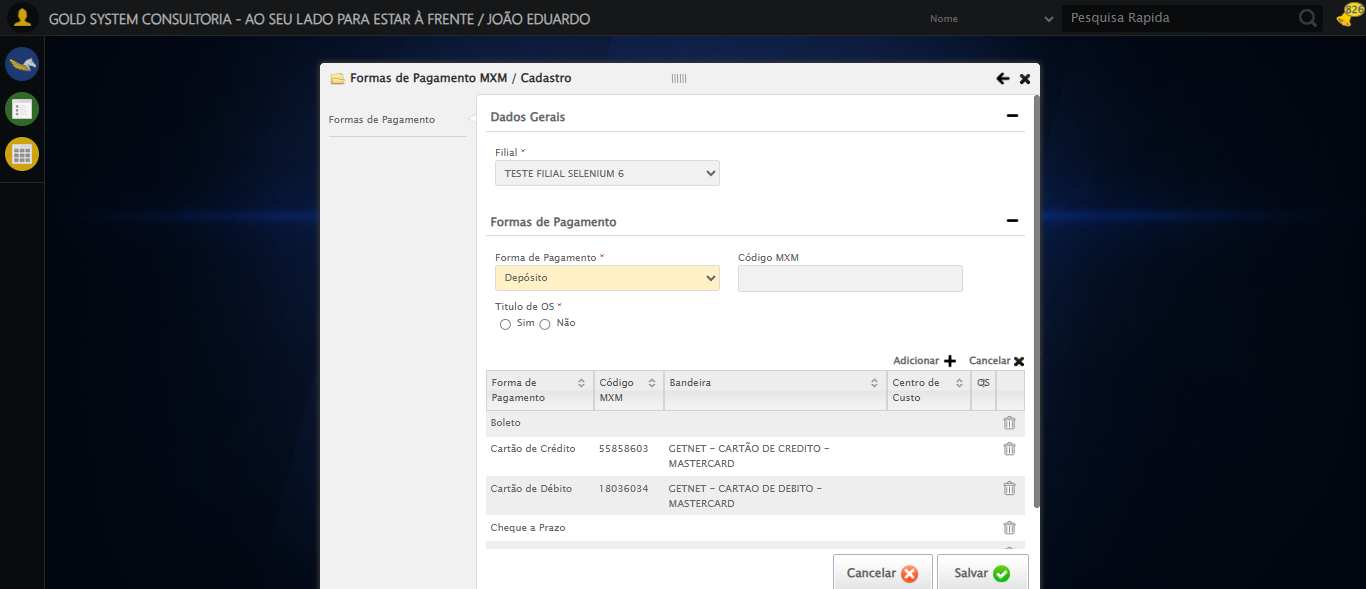 GOLD SYSTEM CONSULTORIA - AO SEU LADO PARA ESTAR À FRENTE / JOÃO EDUARDO
Nome
Pesquisa Rapida
826
Formas de Pagamento MXM / Cadastro
Formas de Pagamento
Dados Gerais
Filial *
TESTE FILIAL SELENIUM 6
Formas de Pagamento
Forma de Pagamento *
Código MXM
Depósito
Titulo de OS *
Sim
Não
Adicionar
Cancelar
Forma de Pagamento
Código MXM
Bandeira
Centro de Custo
OS
Boleto
Cartão de Crédito 55858603 GETNET - CARTÃO DE CREDITO - MASTERCARD
Cartão de Débito 18036034 GETNET - CARTAO DE DEBITO - MASTERCARD
Cheque a Prazo
Cancelar
Salvar